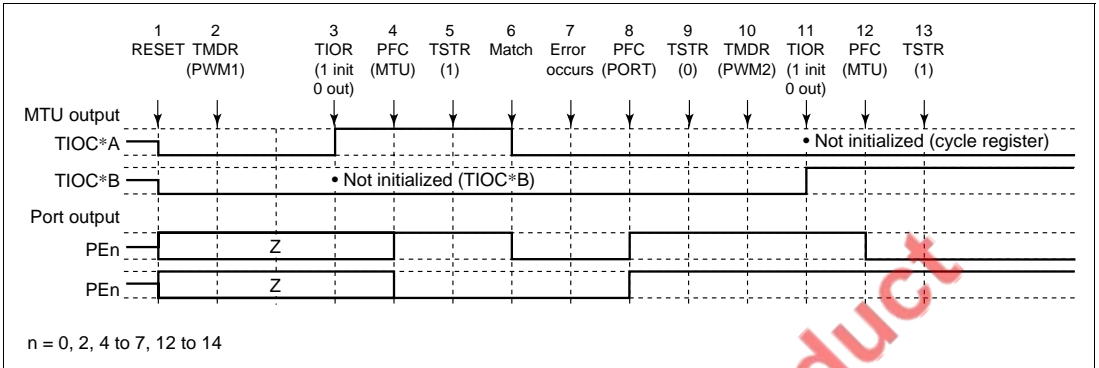 1 2 3 4 5 6 7 8 9 10 11 12 13
RESET TMDR TIOR PFC TSTR Match Error PFC TSTR TMDR TIOR PFC TSTR
(PWM1) (1 init (MTU) (1) occurs (PORT) (0) (PWM2) (1 init (MTU) (1)
0 out) 0 out)
MTU output
TIOC*A
• Not initialized (cycle register)
TIOC*B
• Not initialized (TIOC*B)
Port output
PEn
Z
PEn
Z
n = 0, 2, 4 to 7, 12 to 14